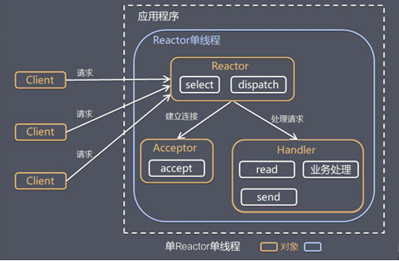 应用程序
Reactor单线程
Reactor
select
dispatch
Client
请求
Client
请求
Client
请求
建立连接
处理请求
Acceptor
accept
Handler
read
业务处理
send
单Reactor单线程
对象